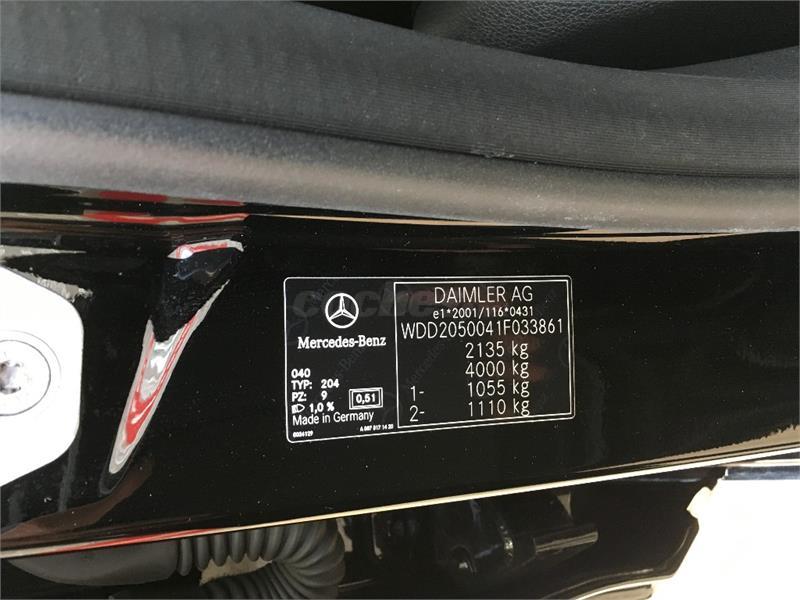 DAIMLER AG
e1*2001/116*0431
WDD2050041F033861
2135 kg
4000 kg
1- 1055 kg
2- 1110 kg
Mercedes-Benz
040
TYP: 204
PZ: 9
1,0 % 0,51
Made in Germany